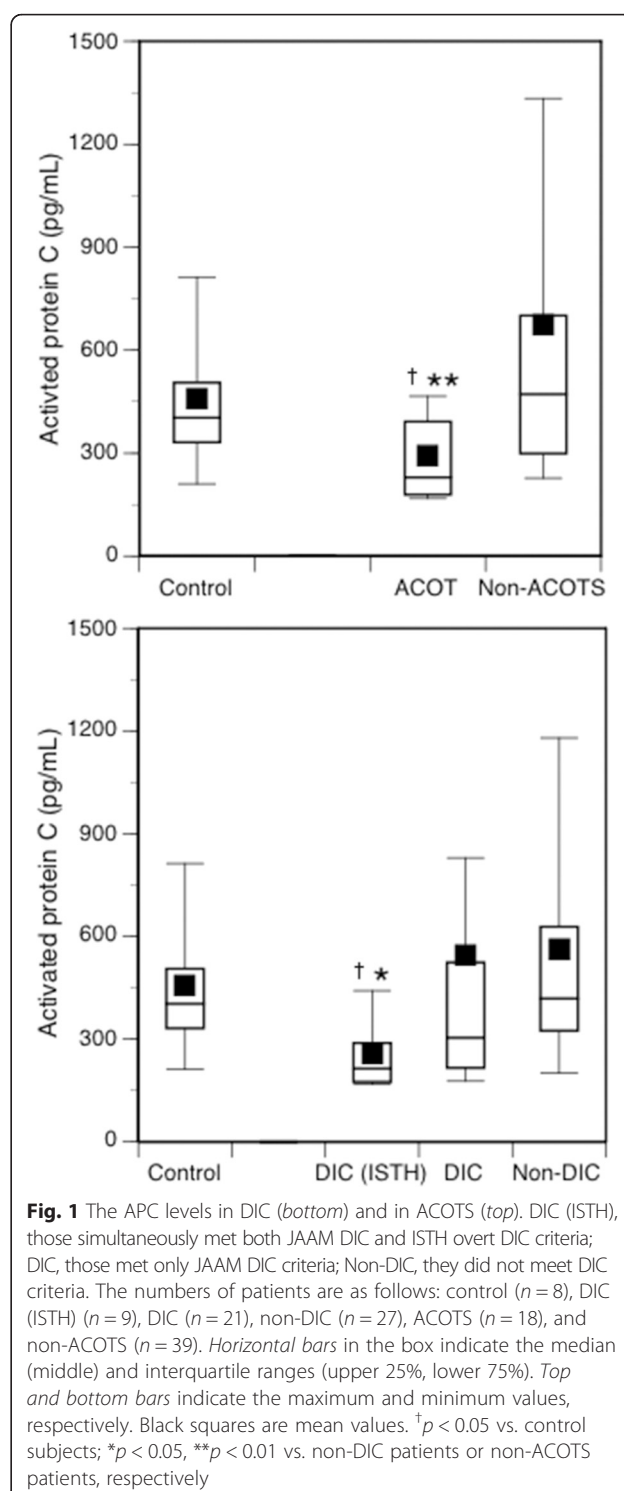 1500
1200
900
600
300
0
Activted protein C (pg/mL)
† **
Control ACOT Non-ACOTS
1500
1200
900
600
300
0
Activated protein C (pg/mL)
† *
Control DIC (ISTH) DIC Non-DIC
Fig. 1 The APC levels in DIC (bottom) and in ACOTS (top). DIC (ISTH),
those simultaneously met both JAAM DIC and ISTH overt DIC criteria;
DIC, those met only JAAM DIC criteria; Non-DIC, they did not meet DIC
criteria. The numbers of patients are as follows: control (n = 8), DIC
(ISTH) (n = 9), DIC (n = 21), non-DIC (n = 27), ACOTS (n = 18), and
non-ACOTS (n = 39). Horizontal bars in the box indicate the median
(middle) and interquartile ranges (upper 25%, lower 75%). Top
and bottom bars indicate the maximum and minimum values,
respectively. Black squares are mean values. †p < 0.05 vs. control
subjects; *p < 0.05, **p < 0.01 vs. non-DIC patients or non-ACOTS
patients, respectively